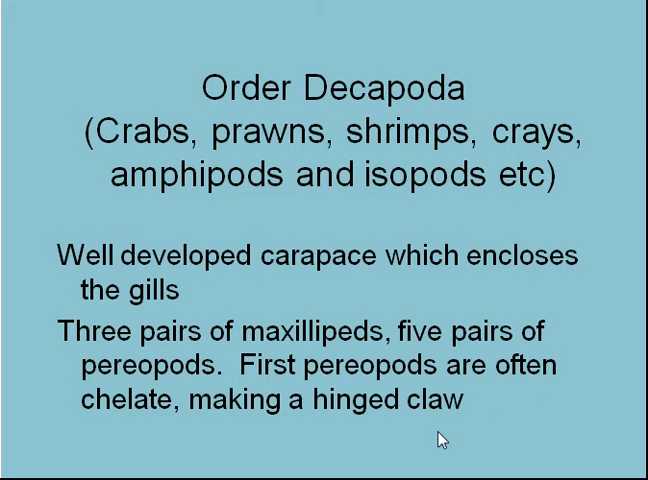 Order Decapoda
(Crabs, prawns, shrimps, crays,
amphipods and isopods etc)
Well developed carapace which encloses
the gills
Three pairs of maxillipeds, five pairs of
pereopods. First pereopods are often
chelate, making a hinged claw